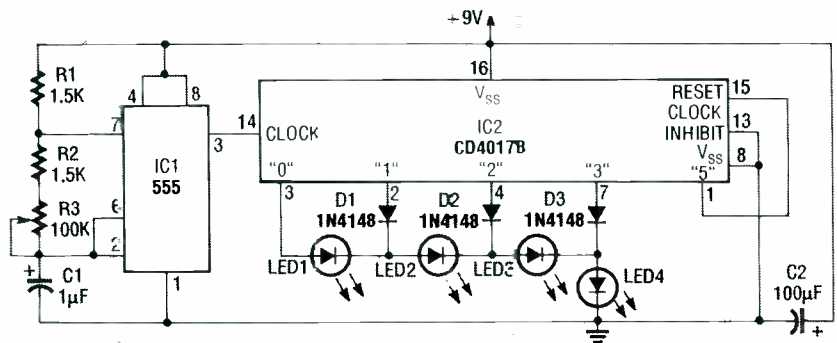 +9V
R1
1.5K
R2
1.5K
R3
100K
C1
1µF
+
4
8
7
3
6
2
1
IC1
555
14
CLOCK
16
VSS
IC2
CD4017B
RESET
15
CLOCK
INHIBIT
13
VSS
8
"0"
"1"
"2"
"3"
"5"
3
2
4
7
1
D1
1N4148
D2
1N4148
D3
1N4148
LED1
LED2
LED3
LED4
C2
100µF
+